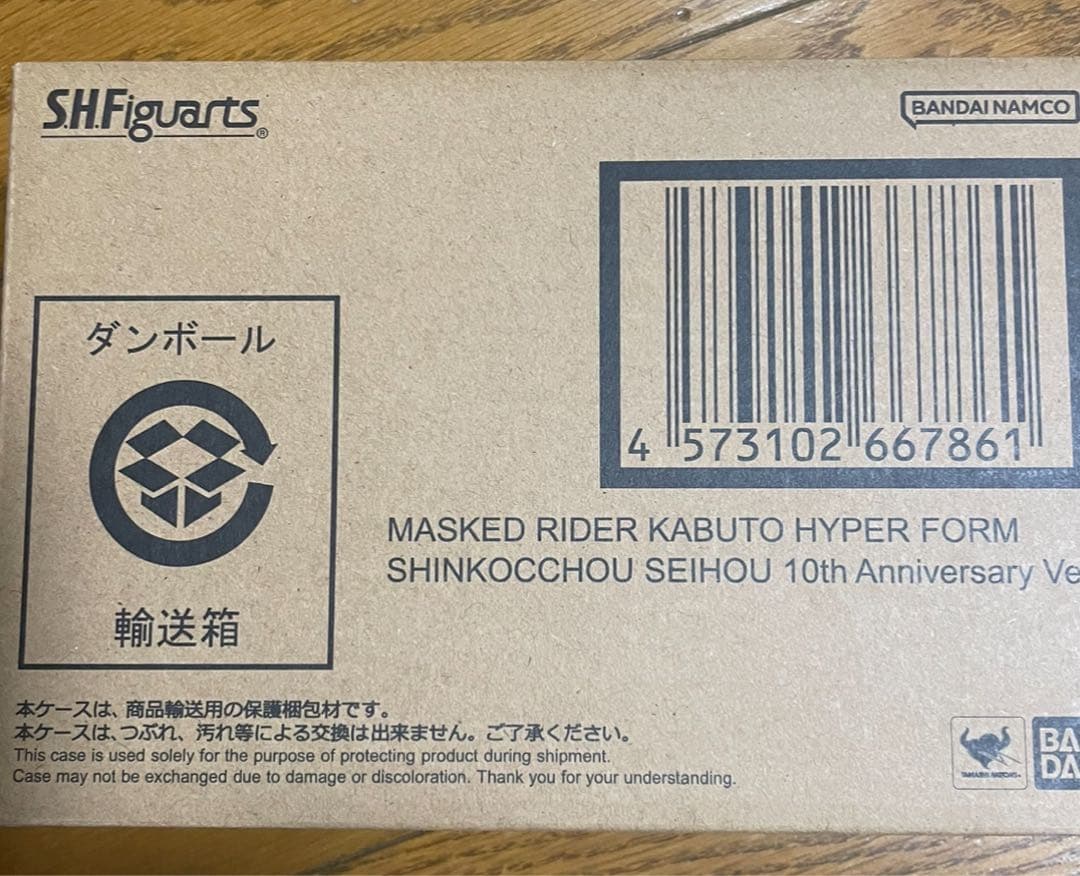 S.H.Figuarts®
BANDAI NAMCO
4 573102 667861
ダンボール
輸送箱
MASKED RIDER KABUTO HYPER FORM
SHINKOCCHOU SEIHOU 10th Anniversary Ve
本ケースは、商品輸送用の保護梱包材です。
本ケースは、つぶれ、汚れ等による交換は出来ません。ご了承ください。
This case is used solely for the purpose of protecting product during shipment.
Case may not be exchanged due to damage or discoloration. Thank you for your understanding.
TAMASHII NATIONS
BA
DA